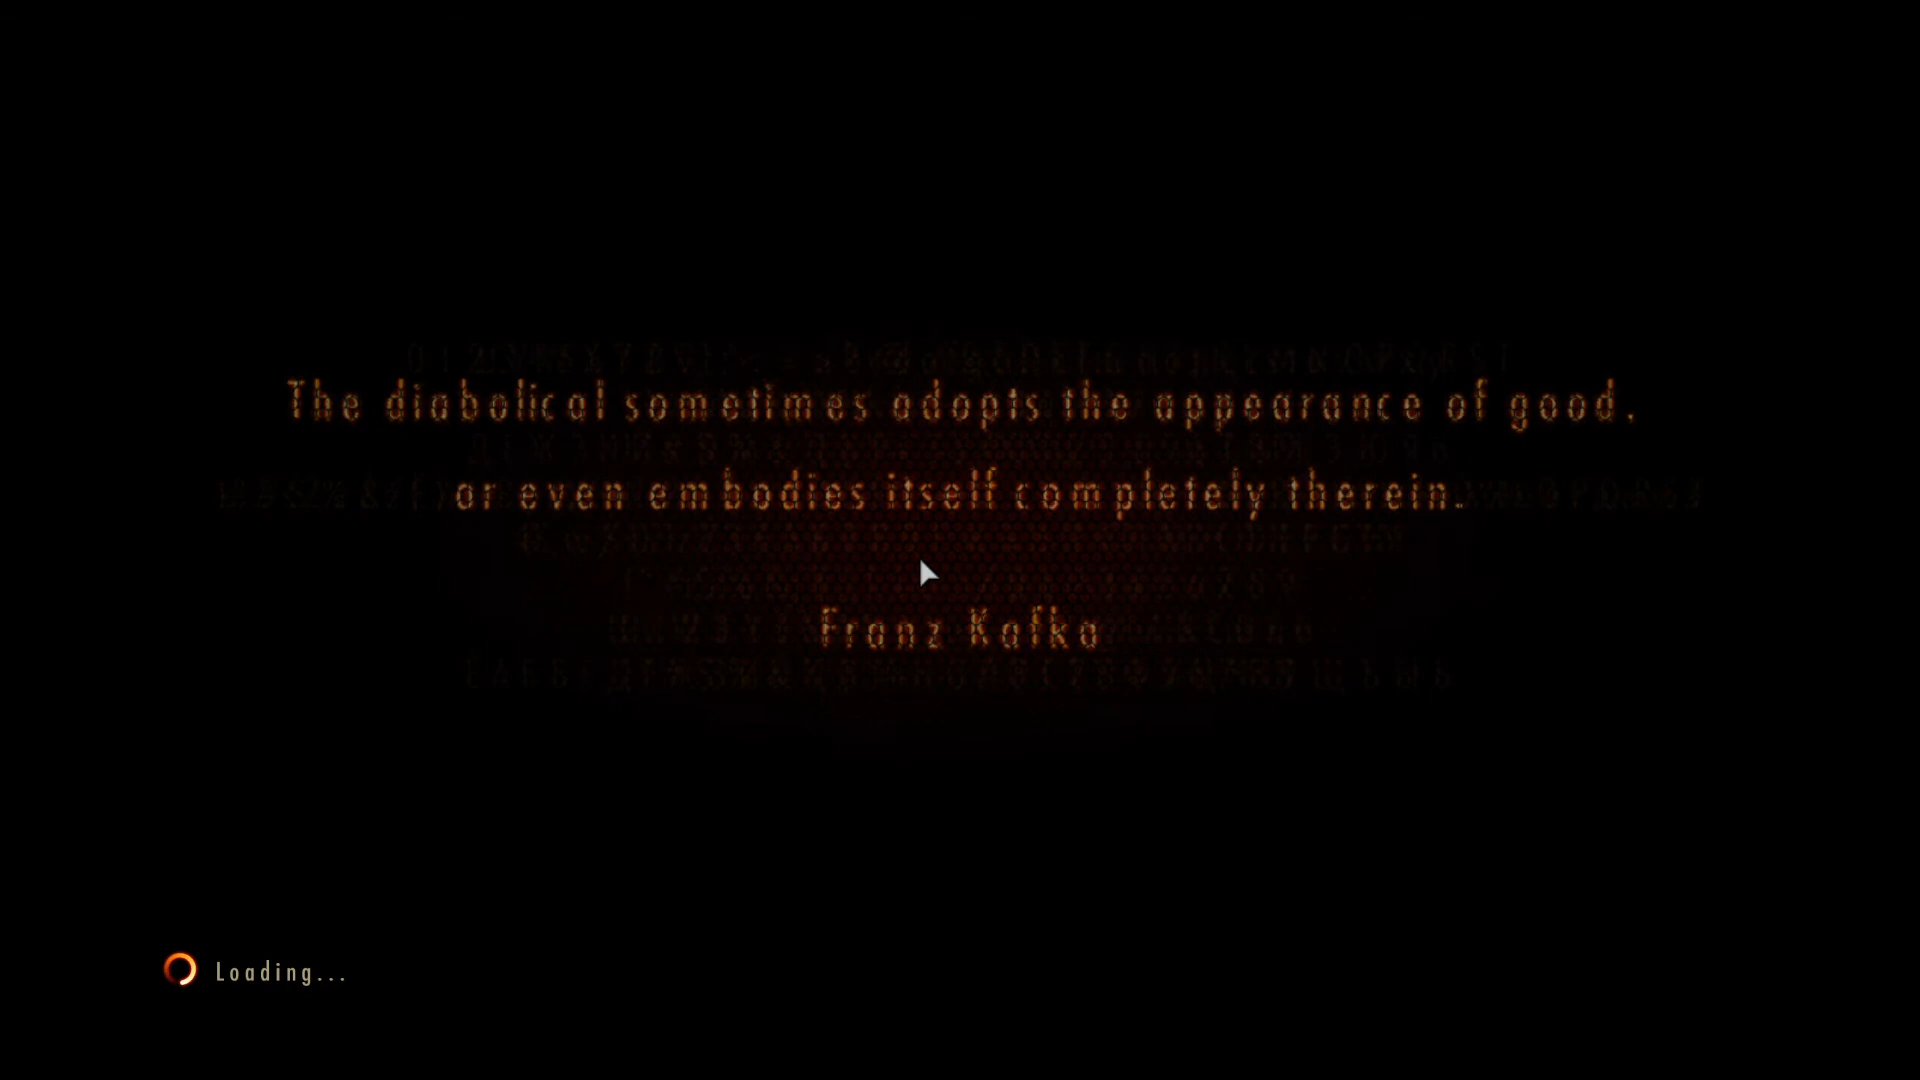 The diabolical sometimes adopts the appearance of good,
or even embodies itself completely therein.
Franz Kafka
Loading...